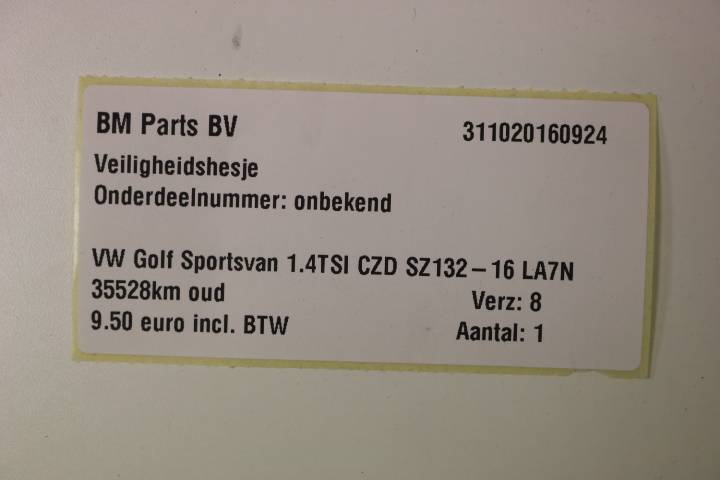 BM Parts BV 311020160924
Veiligheidshesje
Onderdeelnummer: onbekend
VW Golf Sportsvan 1.4TSI CZD SZ132-16 LA7N
35528km oud Verz: 8
9.50 euro incl. BTW Aantal: 1